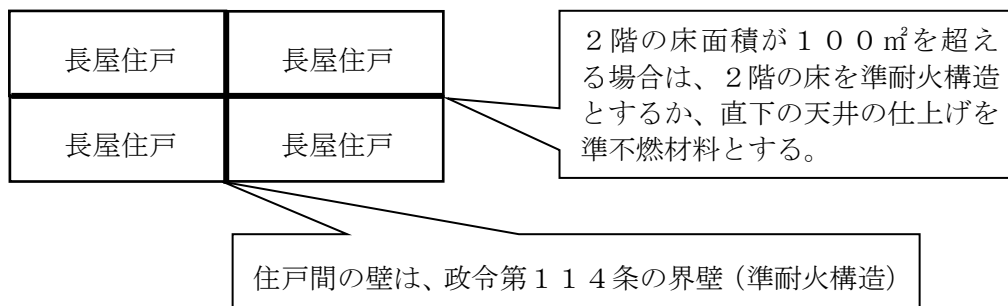 長屋住戸
長屋住戸
長屋住戸
長屋住戸
２階の床面積が１００㎡を超え
る場合は、２階の床を準耐火構造
とするか、直下の天井の仕上げを
準不燃材料とする。
住戸間の壁は、政令第１１４条の界壁（準耐火構造）